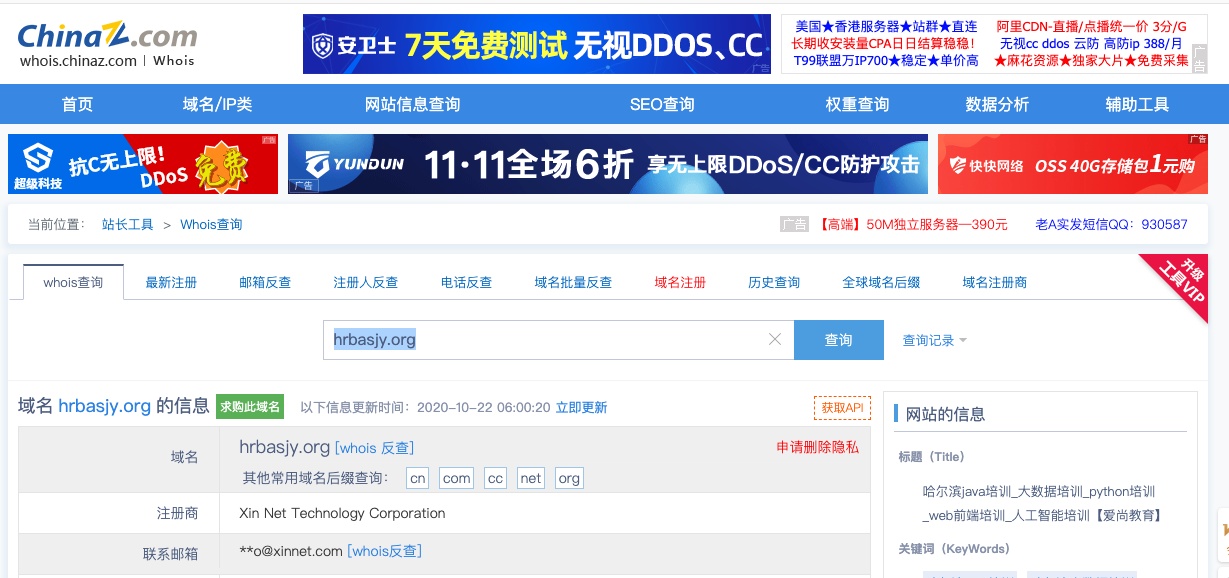 ChinaZ.com
whois.chinaz.com | Whois
安卫士 7天免费测试 无视DDOS、CC
广告
美国★香港服务器★站群★直连
阿里CDN-直播/点播统一价 3分/G
长期收安装量CPA日日结算稳稳!
无视cc ddos 云防 高防ip 388/月
T99联盟万IP700★稳定★单价高
★麻花资源★独家大片★免费采集
广告
首页 域名/IP类 网站信息查询 SEO查询 权重查询 数据分析 辅助工具
超级科技 抗C无上限! DDoS 免费
广告
YUNDUN 11·11全场6折 享无上限DDoS/CC防护攻击
广告
快快网络 OSS 40G存储包1元购
广告
当前位置: 站长工具 > Whois查询
广告 【高端】50M独立服务器—390元 老A实发短信QQ:930587
whois查询 最新注册 邮箱反查 注册人反查 电话反查 域名批量反查 域名注册 历史查询 全球域名后缀 域名注册商
升级
工具VIP
hrbasjy.org 查询 查询记录
域名 hrbasjy.org 的信息 求购此域名 以下信息更新时间:2020-10-22 06:00:20 立即更新 获取API
域名 hrbasjy.org [whois 反查] 申请删除隐私
其他常用域名后缀查询: cn com cc net org
注册商 Xin Net Technology Corporation
联系邮箱 **o@xinnet.com [whois反查]
网站的信息
标题(Title)
哈尔滨java培训_大数据培训_python培训
_web前端培训_人工智能培训【爱尚教育】
关键词(KeyWords)